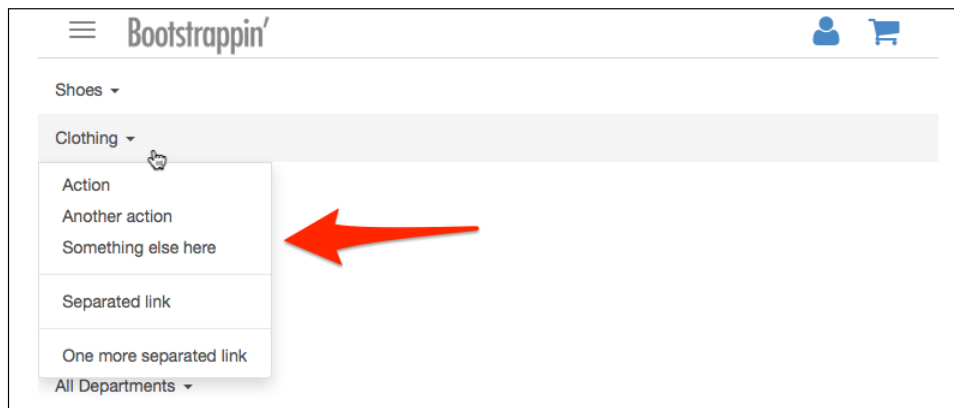 Bootstrappin'
Shoes
Clothing
Action
Another action
Something else here
Separated link
One more separated link
All Departments